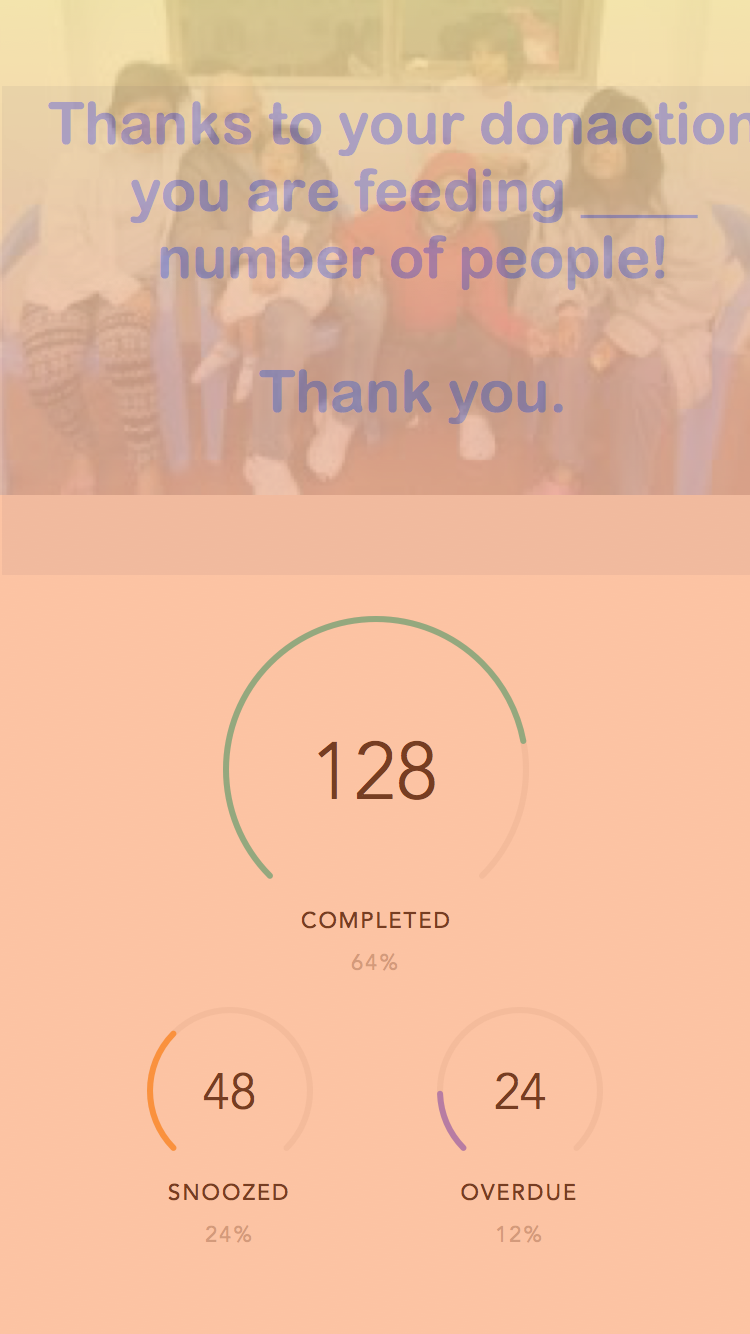 Thanks to your donaction
you are feeding ____
number of people!
Thank you.
128
COMPLETED
64%
48
24
SNOOZED
OVERDUE
24%
12%